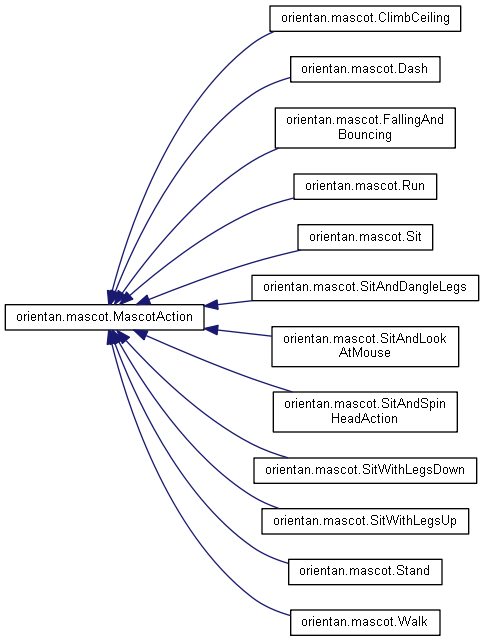 orientan.mascot.ClimbCeiling
orientan.mascot.Dash
orientan.mascot.FallingAnd
Bouncing
orientan.mascot.Run
orientan.mascot.Sit
orientan.mascot.SitAndDangleLegs
orientan.mascot.MascotAction
orientan.mascot.SitAndLook
AtMouse
orientan.mascot.SitAndSpin
HeadAction
orientan.mascot.SitWithLegsDown
orientan.mascot.SitWithLegsUp
orientan.mascot.Stand
orientan.mascot.Walk